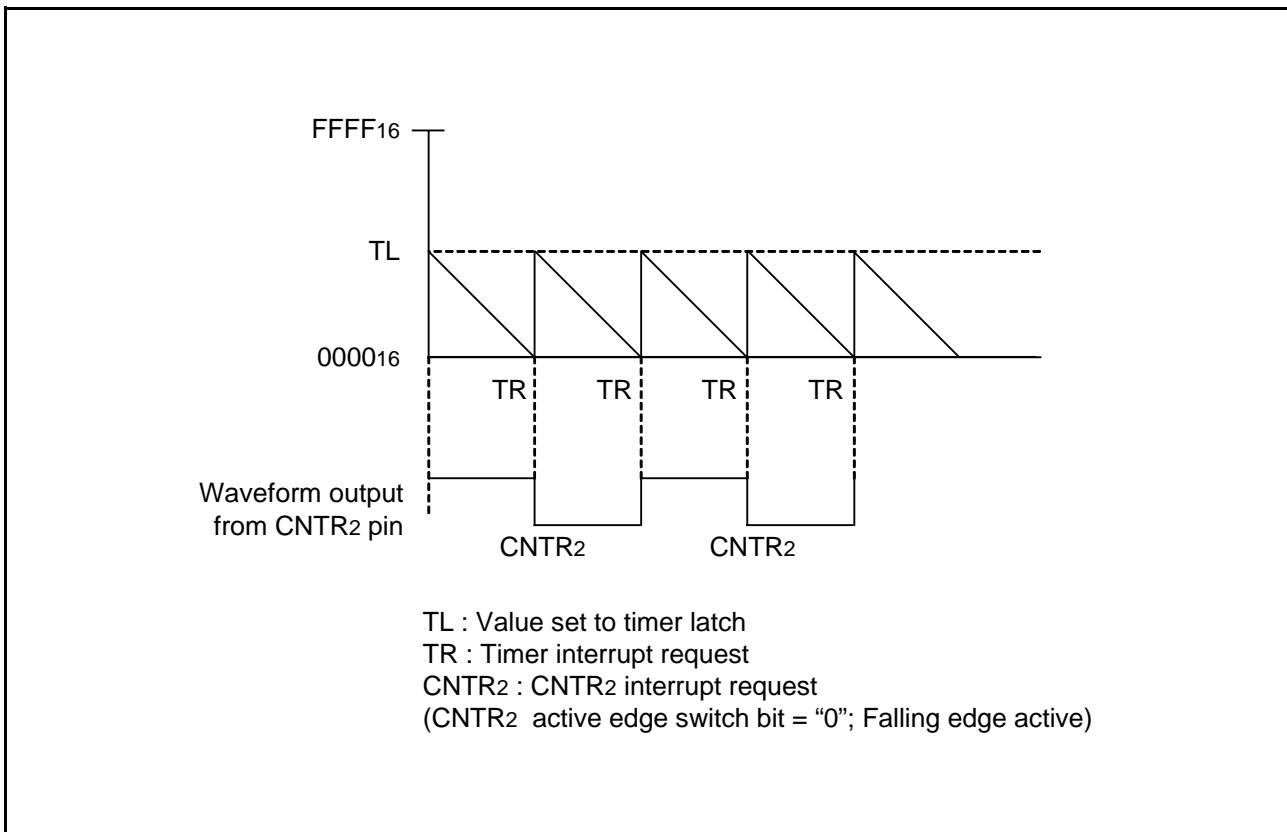 FFFF16
TL
000016
TR TR TR TR
Waveform output
from CNTR2 pin
CNTR2 CNTR2
TL : Value set to timer latch
TR : Timer interrupt request
CNTR2 : CNTR2 interrupt request
(CNTR2 active edge switch bit = “0”; Falling edge active)